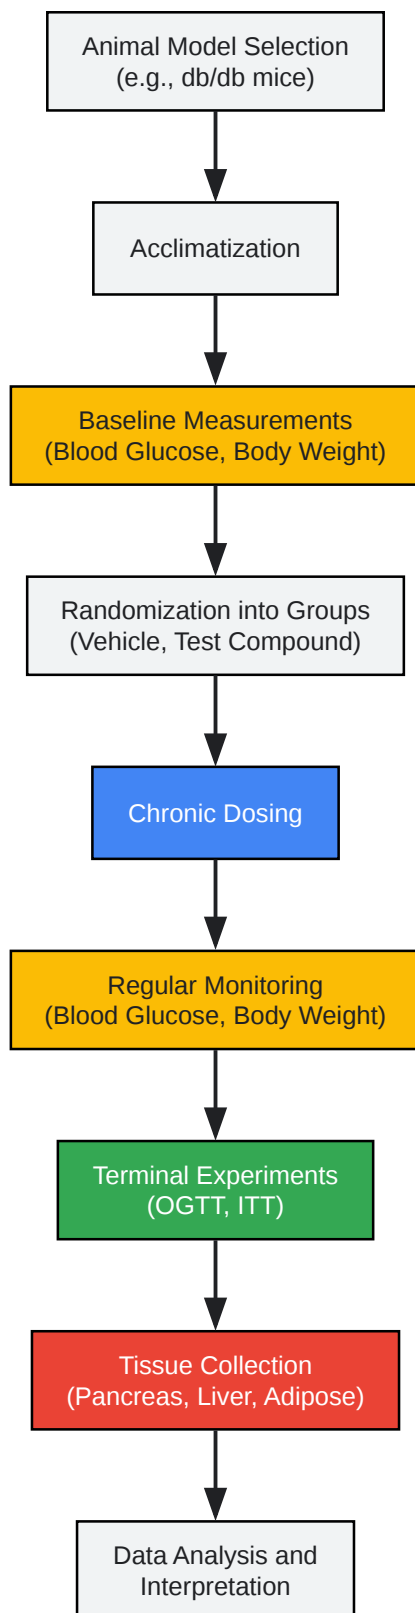 Animal Model Selection
(e.g., db/db mice)
Acclimatization
Baseline Measurements
(Blood Glucose, Body Weight)
Randomization into Groups
(Vehicle, Test Compound)
Chronic Dosing
Regular Monitoring
(Blood Glucose, Body Weight)
Terminal Experiments
(OGTT, ITT)
Tissue Collection
(Pancreas, Liver, Adipose)
Data Analysis and
Interpretation